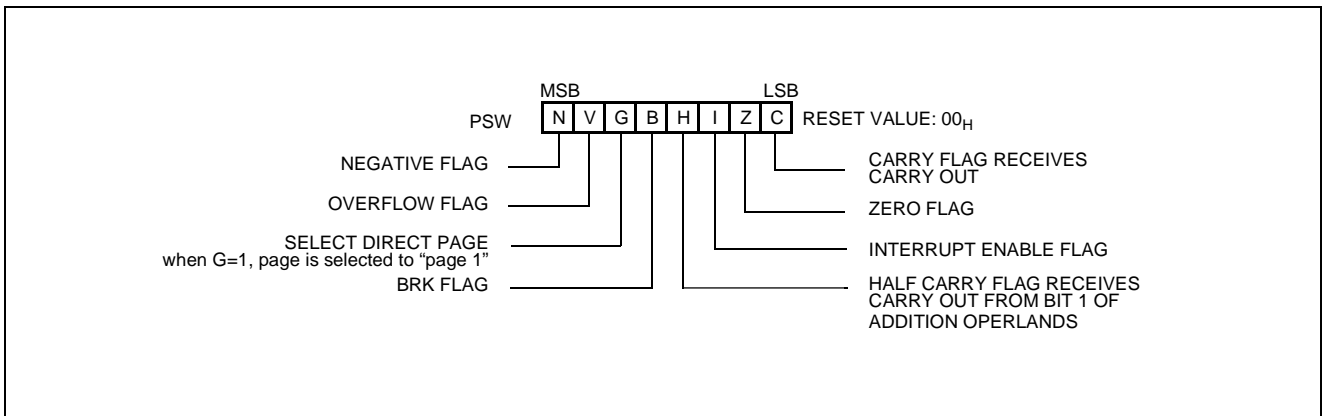 MSB LSB
PSW N V G B H I Z C RESET VALUE: 00H
NEGATIVE FLAG
OVERFLOW FLAG
SELECT DIRECT PAGE
when G=1, page is selected to “page 1”
BRK FLAG
CARRY FLAG RECEIVES
CARRY OUT
ZERO FLAG
INTERRUPT ENABLE FLAG
HALF CARRY FLAG RECEIVES
CARRY OUT FROM BIT 1 OF
ADDITION OPERLANDS